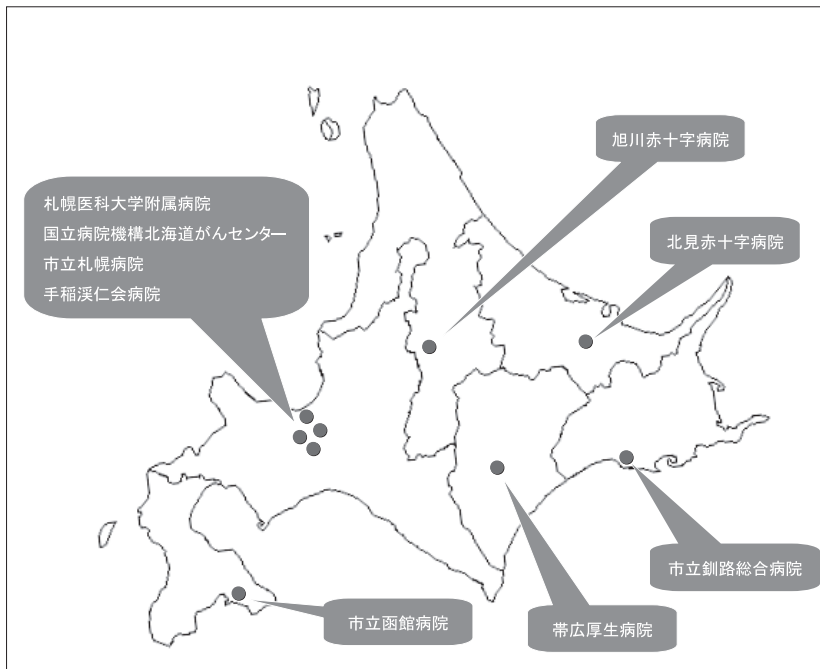 旭川赤十字病院
札幌医科大学附属病院
国立病院機構北海道がんセンター
市立札幌病院
手稲渓仁会病院
北見赤十字病院
市立釧路総合病院
市立函館病院
帯広厚生病院